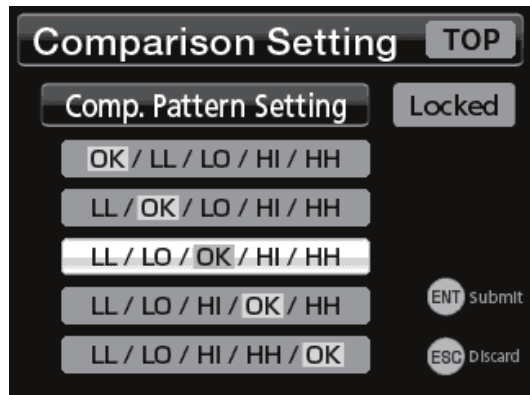 Comparison Setting TOP
Comp. Pattern Setting Locked
OK / LL / LO / HI / HH
LL / OK / LO / HI / HH
LL / LO / OK / HI / HH
LL / LO / HI / OK / HH
ENT Submit
LL / LO / HI / HH / OK
ESC Discard